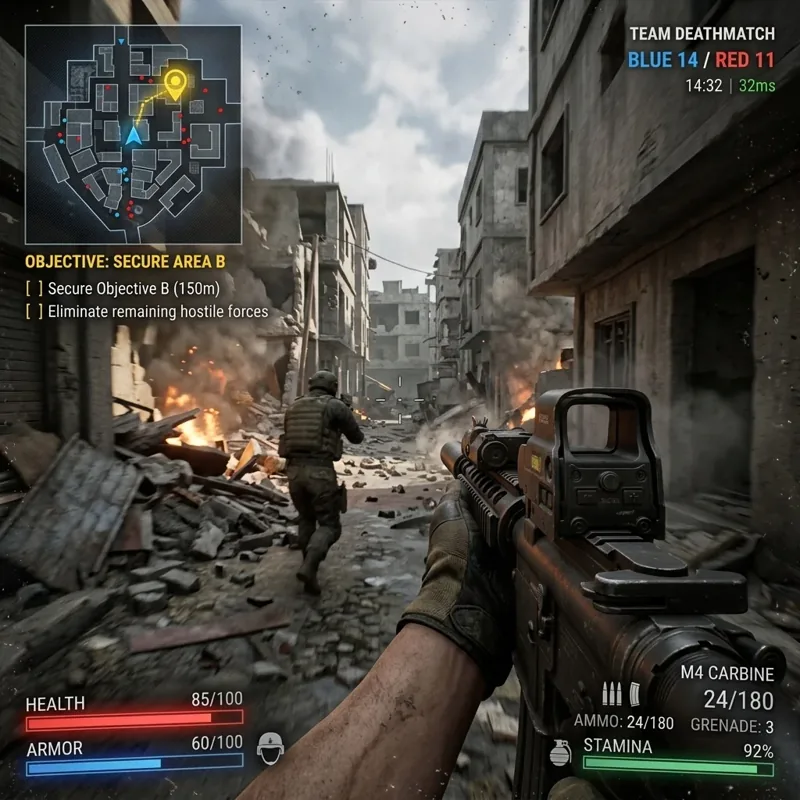 TEAM DEATHMATCH
BLUE 14 / RED 11
14:32 | 32ms
OBJECTIVE: SECURE AREA B
[ ] Secure Objective B (150m)
[ ] Eliminate remaining hostile forces
HEALTH 85/100
ARMOR 60/100
M4 CARBINE
24/180
AMMO: 24/180 GRENADE: 3
STAMINA 92%